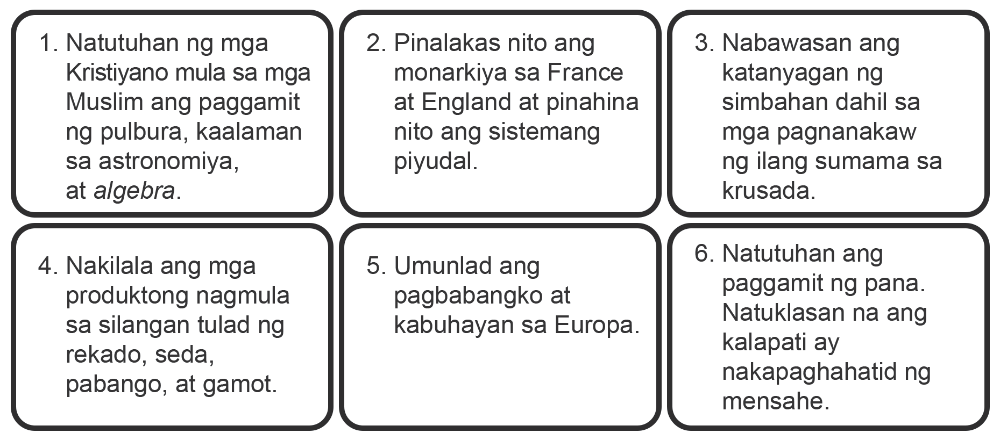 1. Natutuhan ng mga
Kristiyano mula sa mga
Muslim ang paggamit
ng pulbura, kaalaman
sa astronomiya,
at algebra.
2. Pinalakas nito ang
monarkiya sa France
at England at pinahina
nito ang sistemang
piyudal.
3. Nabawasan ang
katanyagan ng
simbahan dahil sa
mga pagnanakaw
ng ilang sumama sa
krusada.
4. Nakilala ang mga
produktong nagmula
sa silangan tulad ng
rekado, seda,
pabango, at gamot.
5. Umunlad ang
pagbabangko at
kabuhayan sa Europa.
6. Natutuhan ang
paggamit ng pana.
Natuklasan na ang
kalapati ay
nakapaghahatid ng
mensahe.